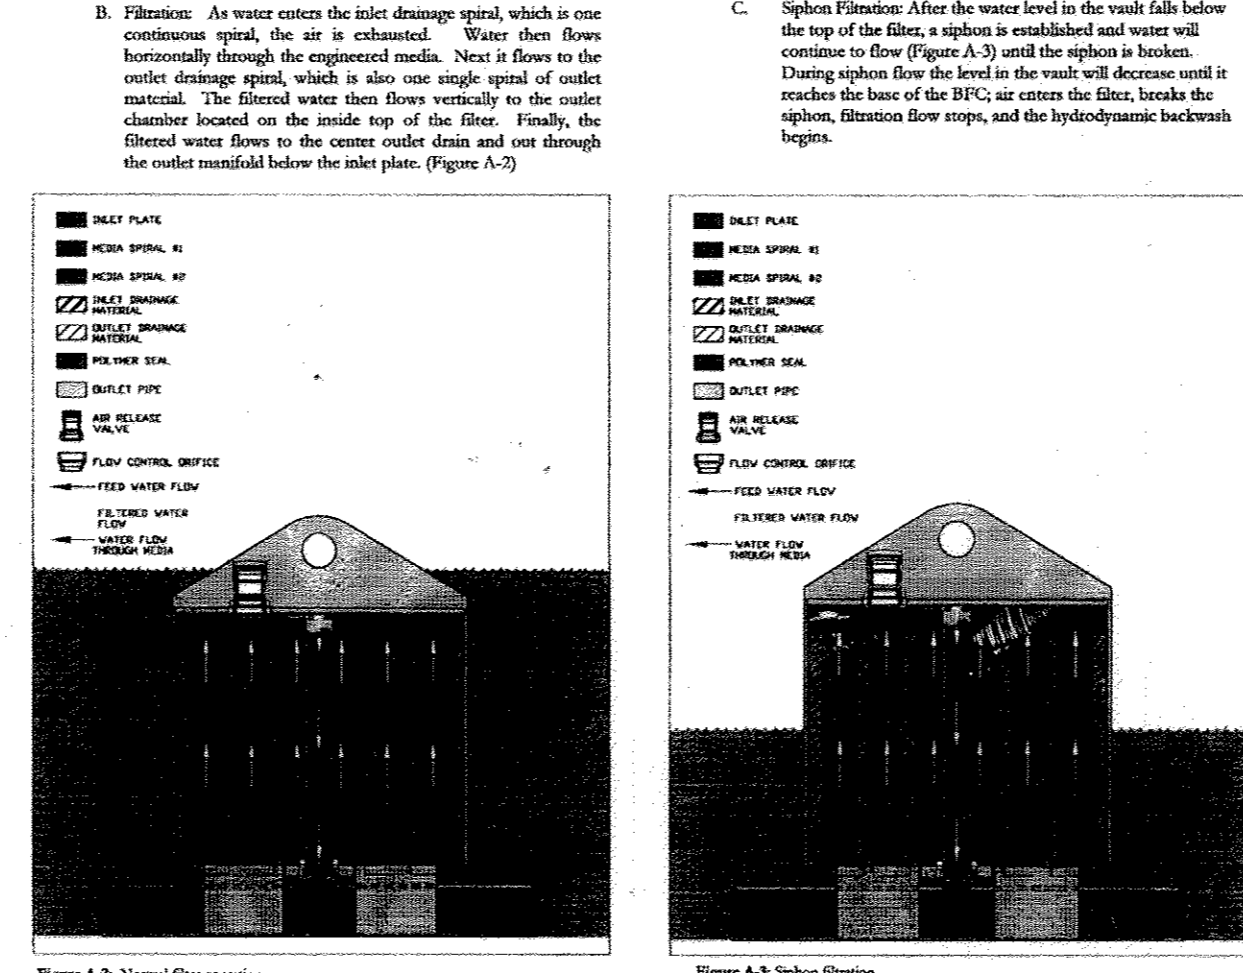 B. Filtration: As water enters the inlet drainage spiral, which is one
continuous spiral, the air is exhausted. Water then flows
horizontally through the engineered media. Next it flows to the
outlet drainage spiral, which is also one single spiral of outlet
material. The filtered water then flows vertically to the outlet
chamber located on the inside top of the filter. Finally, the
filtered water flows to the center outlet drain and out through
the outlet manifold below the inlet plate. (Figure A-2)
INLET PLATE
MEDIA SPIRAL #1
MEDIA SPIRAL #2
INLET DRAINAGE
MATERIAL
OUTLET DRAINAGE
MATERIAL
POLYMER SEAL
OUTLET PIPE
AIR RELEASE
VALVE
FLOW CONTROL ORIFICE
FEED WATER FLOW
FILTERED WATER
FLOW
WATER FLOW
THROUGH MEDIA
Figure A-2: Normal filter operation
C. Siphon Filtration: After the water level in the vault falls below
the top of the filter, a siphon is established and water will
continue to flow (Figure A-3) until the siphon is broken.
During siphon flow the level in the vault will decrease until it
reaches the base of the BFC; air enters the filter, breaks the
siphon, filtration flow stops, and the hydrodynamic backwash
begins.
INLET PLATE
MEDIA SPIRAL #1
MEDIA SPIRAL #2
INLET DRAINAGE
MATERIAL
OUTLET DRAINAGE
MATERIAL
POLYMER SEAL
OUTLET PIPE
AIR RELEASE
VALVE
FLOW CONTROL ORIFICE
FEED WATER FLOW
FILTERED WATER FLOW
WATER FLOW
THROUGH MEDIA
Figure A-3: Siphon filtration